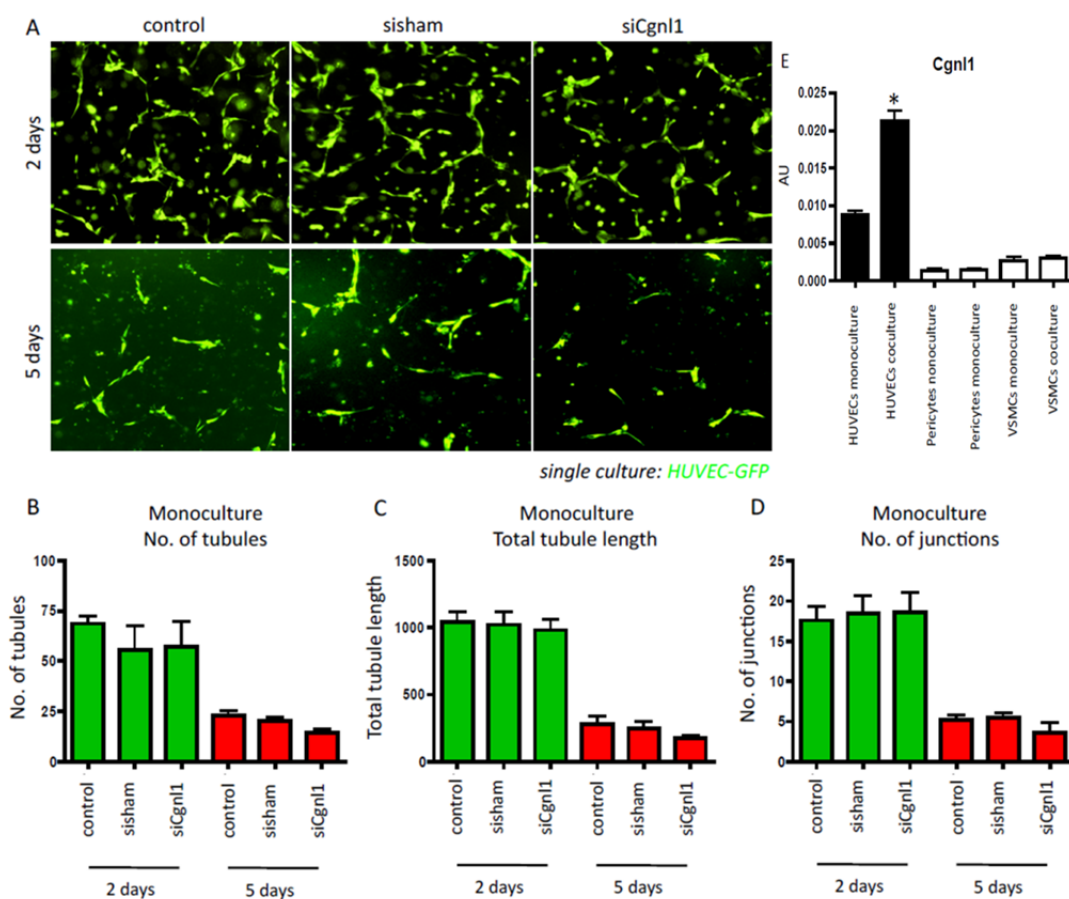 A
control
sisham
siCgnl1
2 days
5 days
single culture: HUVEC-GFP
E
Cgnl1
AU
0.025
0.020
0.015
0.010
0.005
0.000
*
HUVECs monoculture
HUVECs coculture
Pericytes nonoculture
Pericytes monoculture
VSMCs monoculture
VSMCs coculture
B
Monoculture
No. of tubules
No. of tubules
100
75
50
25
0
control
sisham
siCgnl1
control
sisham
siCgnl1
2 days
5 days
C
Monoculture
Total tubule length
Total tubule length
1500
1000
500
0
control
sisham
siCgnl1
control
sisham
siCgnl1
2 days
5 days
D
Monoculture
No. of junctions
No. of junctions
25
20
15
10
5
0
control
sisham
siCgnl1
control
sisham
siCgnl1
2 days
5 days